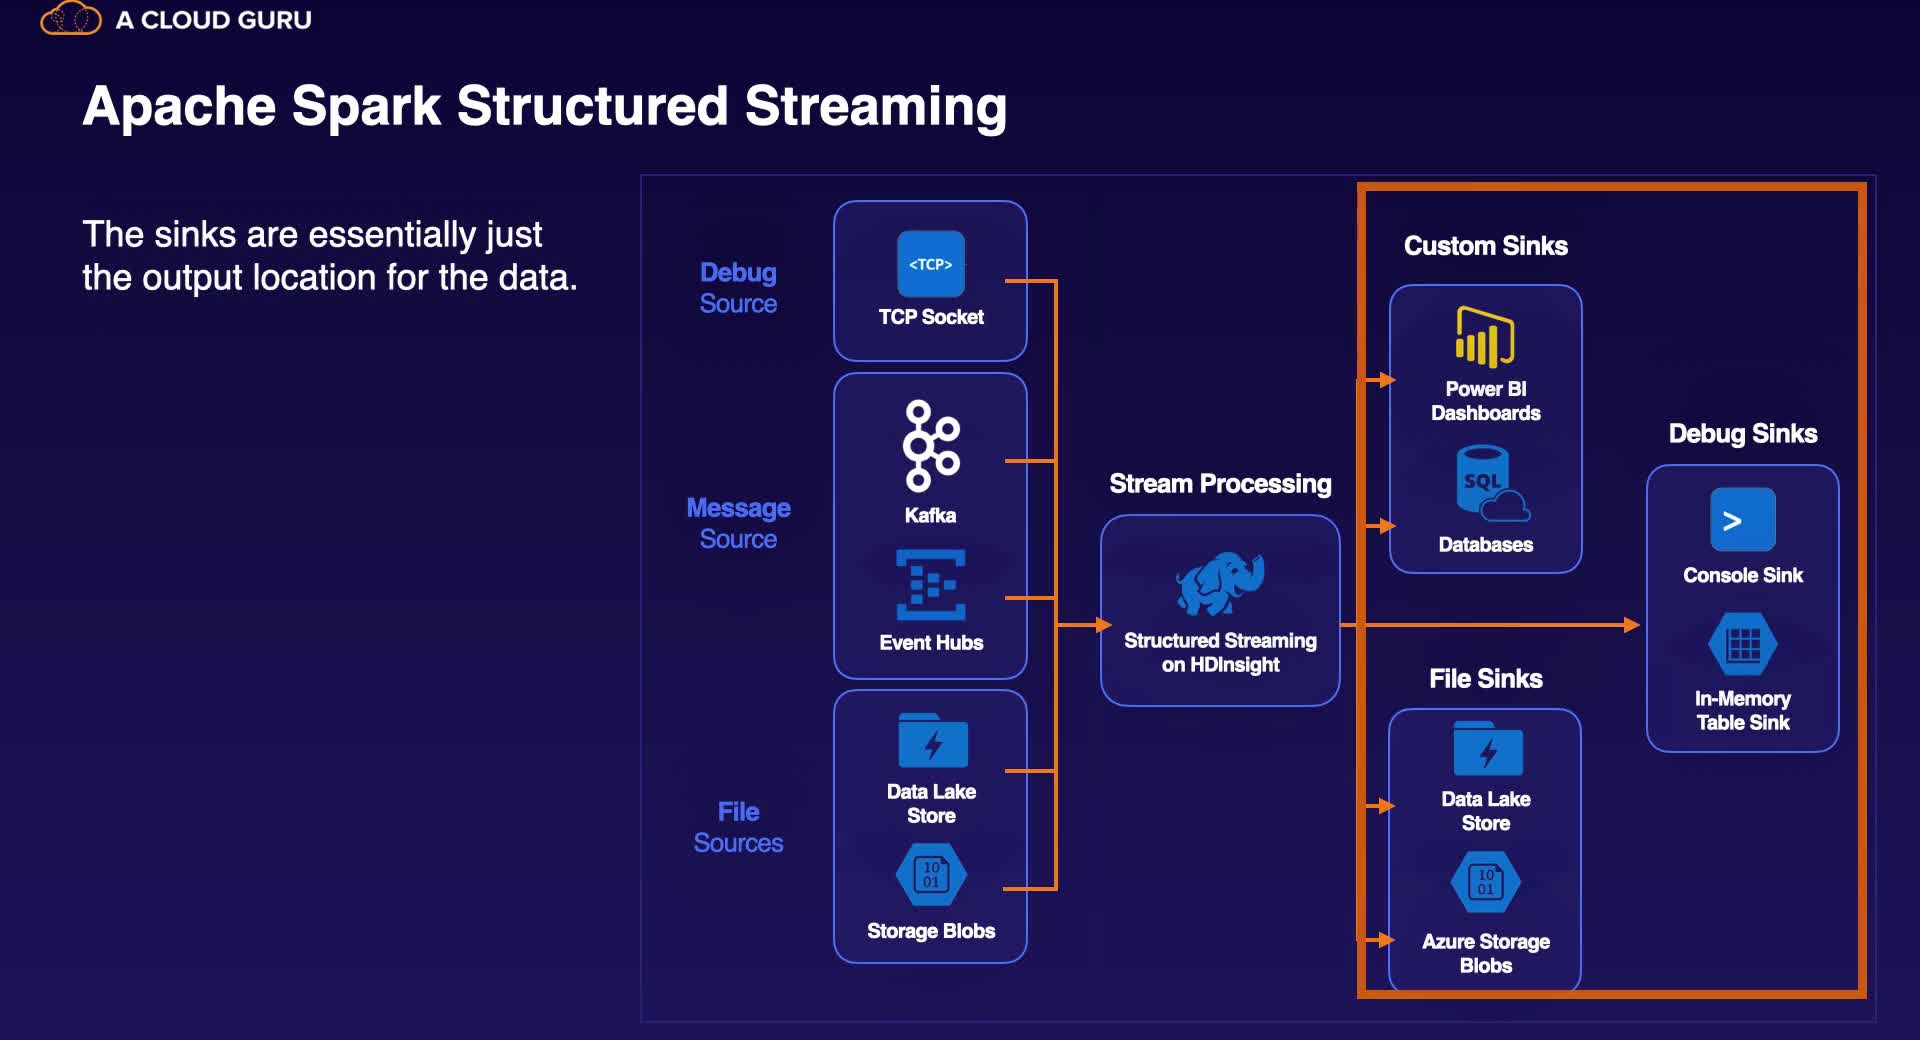 A CLOUD GURU
Apache Spark Structured Streaming
The sinks are essentially just
the output location for the data.
Debug
Source
<TCP>
TCP Socket
Message
Source
Kafka
Event Hubs
File
Sources
Data Lake
Store
10
01
Storage Blobs
Stream Processing
Structured Streaming
on HDInsight
Custom Sinks
Power BI
Dashboards
SQL
Databases
File Sinks
Data Lake
Store
10
01
Azure Storage
Blobs
Debug Sinks
>
Console Sink
In-Memory
Table Sink